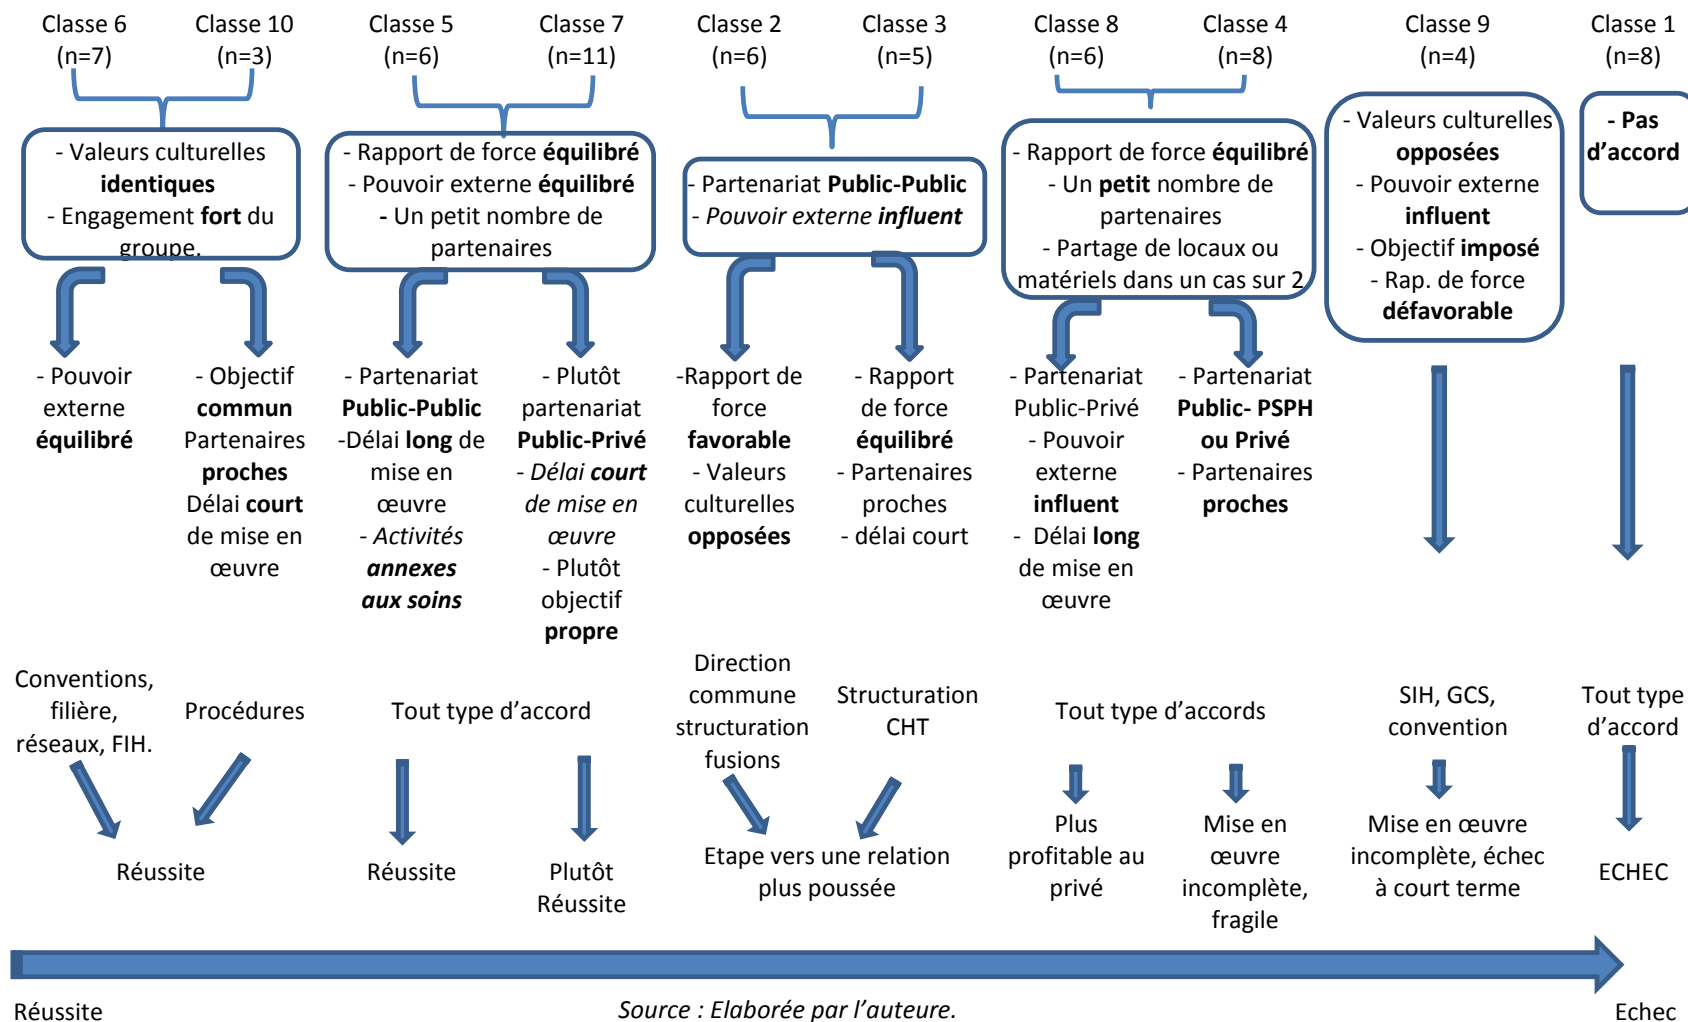 Classe 6
(n=7)
Classe 10
(n=3)
Classe 5
(n=6)
Classe 7
(n=11)
Classe 2
(n=6)
Classe 3
(n=5)
Classe 8
(n=6)
Classe 4
(n=8)
Classe 9
(n=4)
Classe 1
(n=8)
- Valeurs culturelles
identiques
- Engagement fort du
groupe.
- Rapport de force équilibré
- Pouvoir externe équilibré
- Un petit nombre de
partenaires
- Partenariat Public-Public
- Pouvoir externe influent
- Rapport de force équilibré
- Un petit nombre de
partenaires
- Partage de locaux ou
matériels dans un cas sur 2
- Valeurs culturelles
opposées
- Pouvoir externe
influent
- Objectif imposé
- Rap. de force
défavorable
- Pas
d’accord
- Pouvoir
externe
équilibré
- Objectif
commun
Partenaires
proches
Délai court
de mise en
œuvre
- Partenariat
Public-Public
-Délai long de
mise en
œuvre
- Activités
annexes
aux soins
- Plutôt
partenariat
Public-Privé
- Délai court
de mise en
œuvre
- Plutôt
objectif
propre
-Rapport de
force
favorable
- Valeurs
culturelles
opposées
- Rapport
de force
équilibré
- Partenaires
proches
- délai court
- Partenariat
Public-Privé
- Pouvoir
externe
influent
- Délai long
de mise en
œuvre
- Partenariat
Public- PSPH
ou Privé
- Partenaires
proches
Conventions,
filière,
réseaux, FIH.
Procédures
Tout type d’accord
Direction
commune
structuration
fusions
Structuration
CHT
Tout type d’accords
SIH, GCS,
convention
Tout type
d’accord
Réussite
Réussite
Plutôt
Réussite
Etape vers une relation
plus poussée
Plus
profitable au
privé
Mise en
œuvre
incomplète,
fragile
Mise en œuvre
incomplète, échec
à court terme
ECHEC
Réussite
Source : Elaborée par l’auteure.
Echec